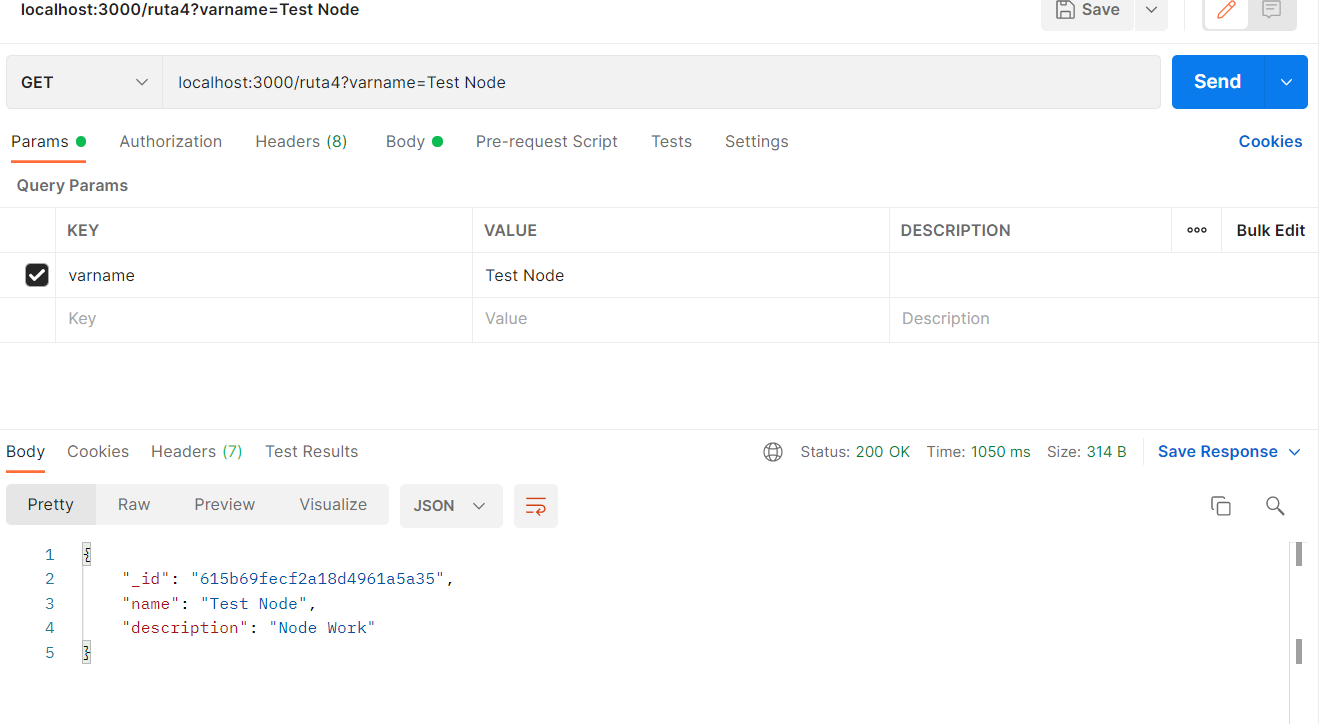 localhost:3000/ruta4?varname=Test Node
Save
GET
localhost:3000/ruta4?varname=Test Node
Send
Params Authorization Headers (8) Body Pre-request Script Tests Settings Cookies
Query Params
KEY VALUE DESCRIPTION ooo Bulk Edit
varname Test Node
Key Value Description
Body Cookies Headers (7) Test Results Status: 200 OK Time: 1050 ms Size: 314 B Save Response
Pretty Raw Preview Visualize JSON
1 {
2 "_id": "615b69fecf2a18d4961a5a35",
3 "name": "Test Node",
4 "description": "Node Work"
5 }